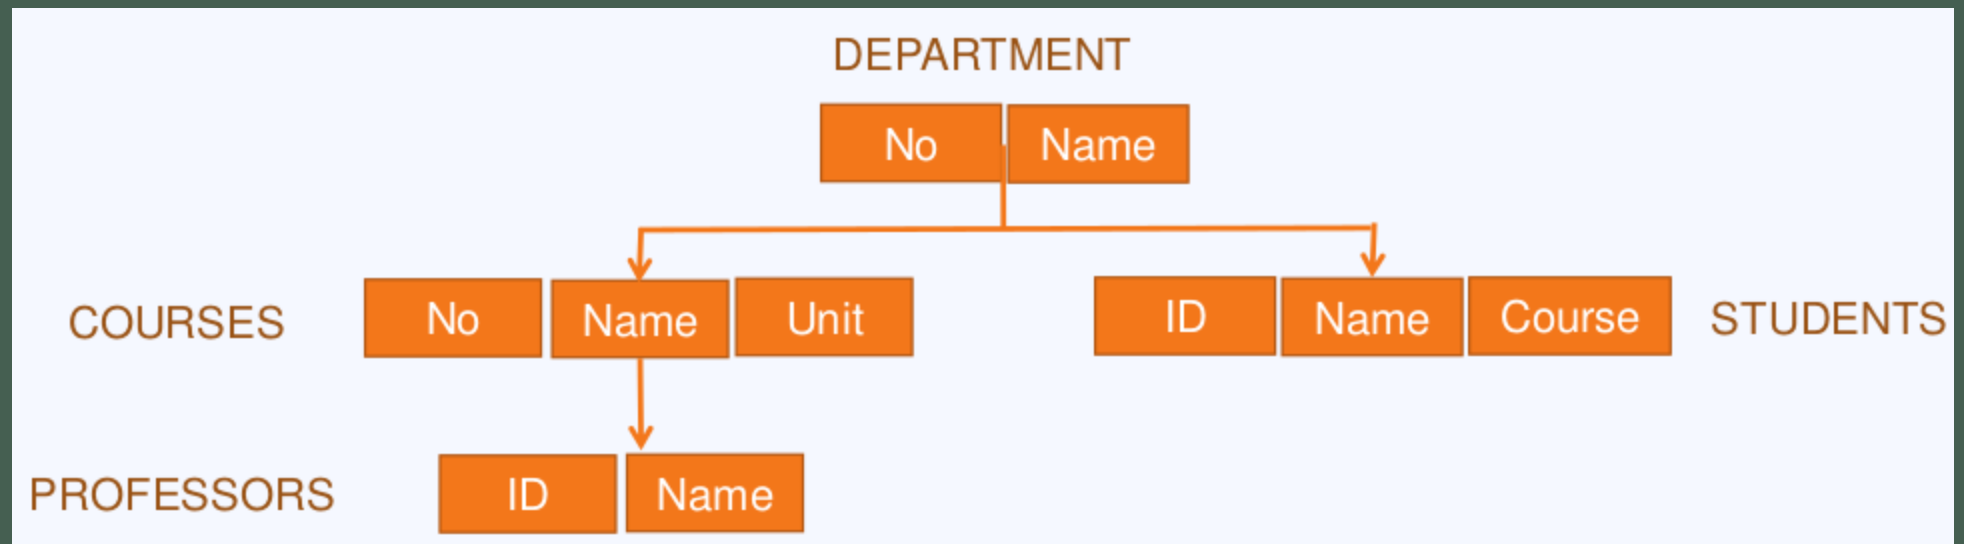 DEPARTMENT
No Name
COURSES No Name Unit ID Name Course STUDENTS
PROFESSORS ID Name